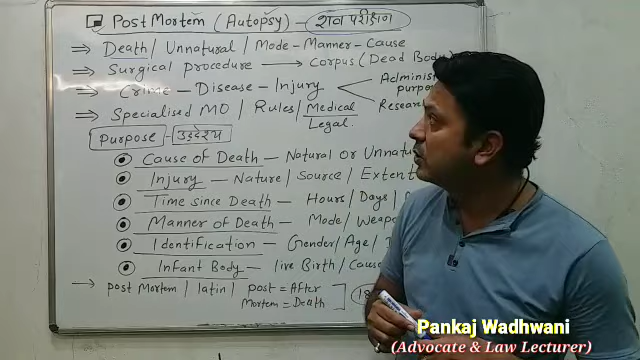 Post Mortem (Autopsy) - शव परीक्षण
⇒ Death / Unnatural / Mode - Manner - Cause
⇒ Surgical procedure → Corpus (Dead Body)
⇒ Crime - Disease - Injury
Adminis
purpo
Resear
⇒ Specialised MO / Rules / Medical Legal.
Purpose - उद्देश्य
Cause of Death - Natural or Unnatu
Injury - Nature / Source / Extent
Time since Death - Hours / Days /
Manner of Death - Mode / Weap
Identification - Gender / Age /
Infant Body - live Birth / Cause
→ post Mortem / latin / post = After
Mortem = Death
Pankaj Wadhwani
(Advocate & Law Lecturer)